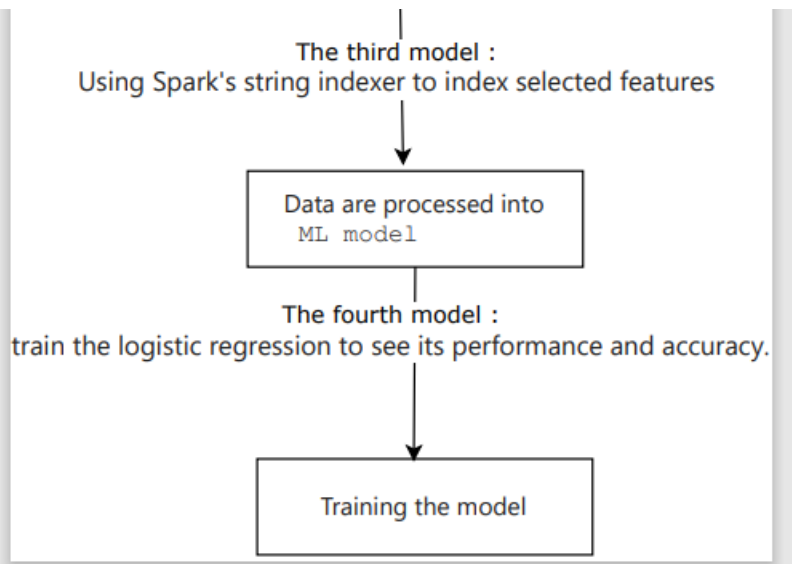 The third model :
Using Spark's string indexer to index selected features
Data are processed into
ML model
The fourth model :
train the logistic regression to see its performance and accuracy.
Training the model